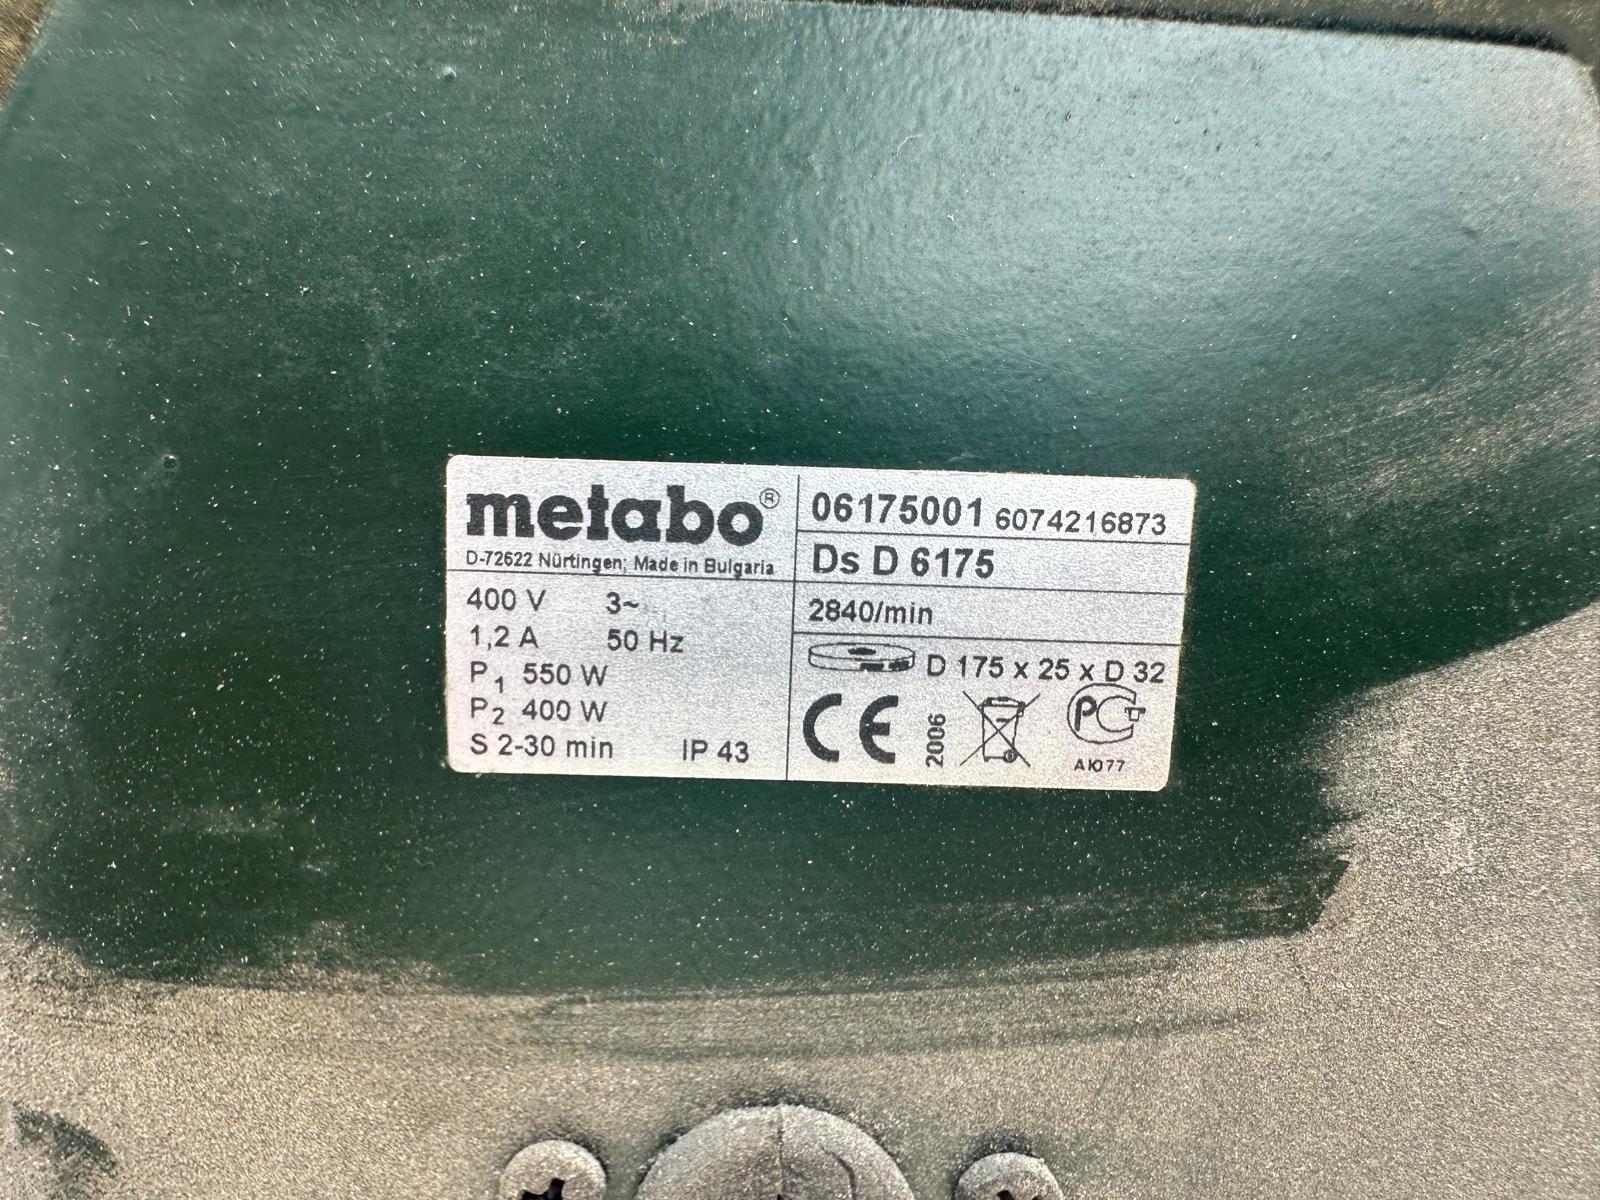 metabo®
D-72622 Nürtingen; Made in Bulgaria
400 V 3~
1,2 A 50 Hz
P1 550 W
P2 400 W
S 2-30 min IP 43
06175001 6074216873
Ds D 6175
2840/min
D 175 x 25 x D 32
CE 2006 РСТ
АЮ77